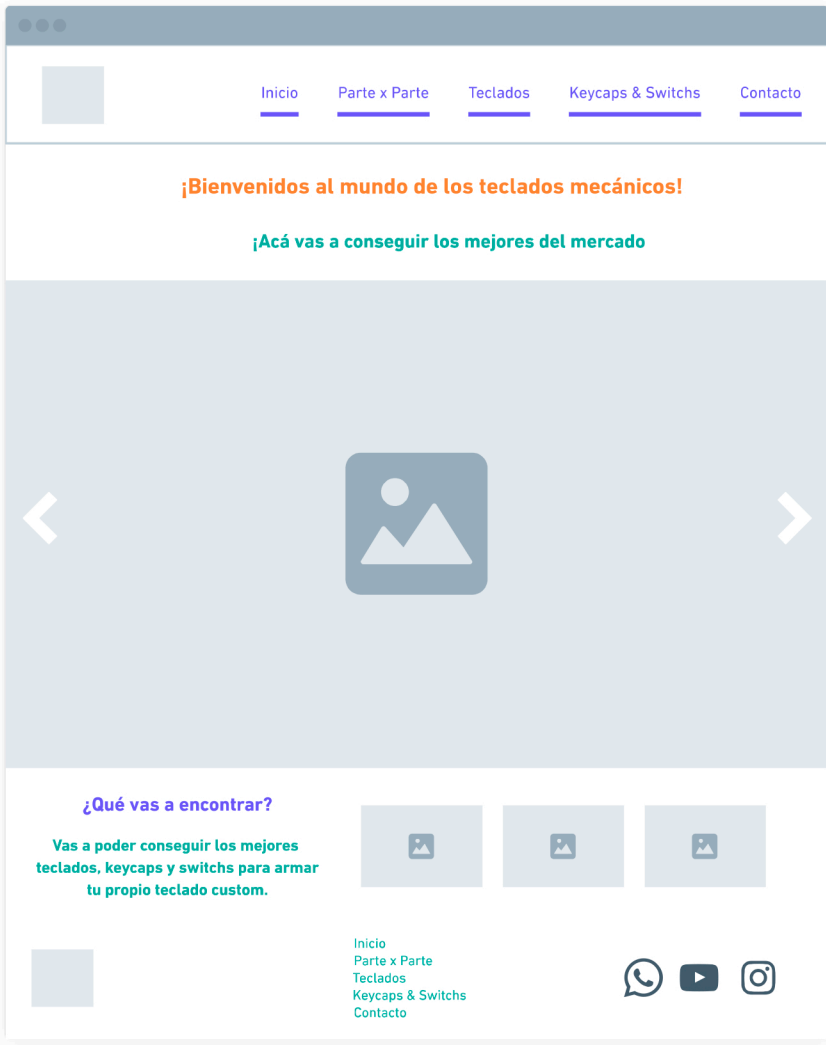 Inicio
Parte x Parte
Teclados
Keycaps & Switchs
Contacto
¡Bienvenidos al mundo de los teclados mecánicos!
¡Acá vas a conseguir los mejores del mercado
¿Qué vas a encontrar?
Vas a poder conseguir los mejores
teclados, keycaps y switchs para armar
tu propio teclado custom.
Inicio
Parte x Parte
Teclados
Keycaps & Switchs
Contacto